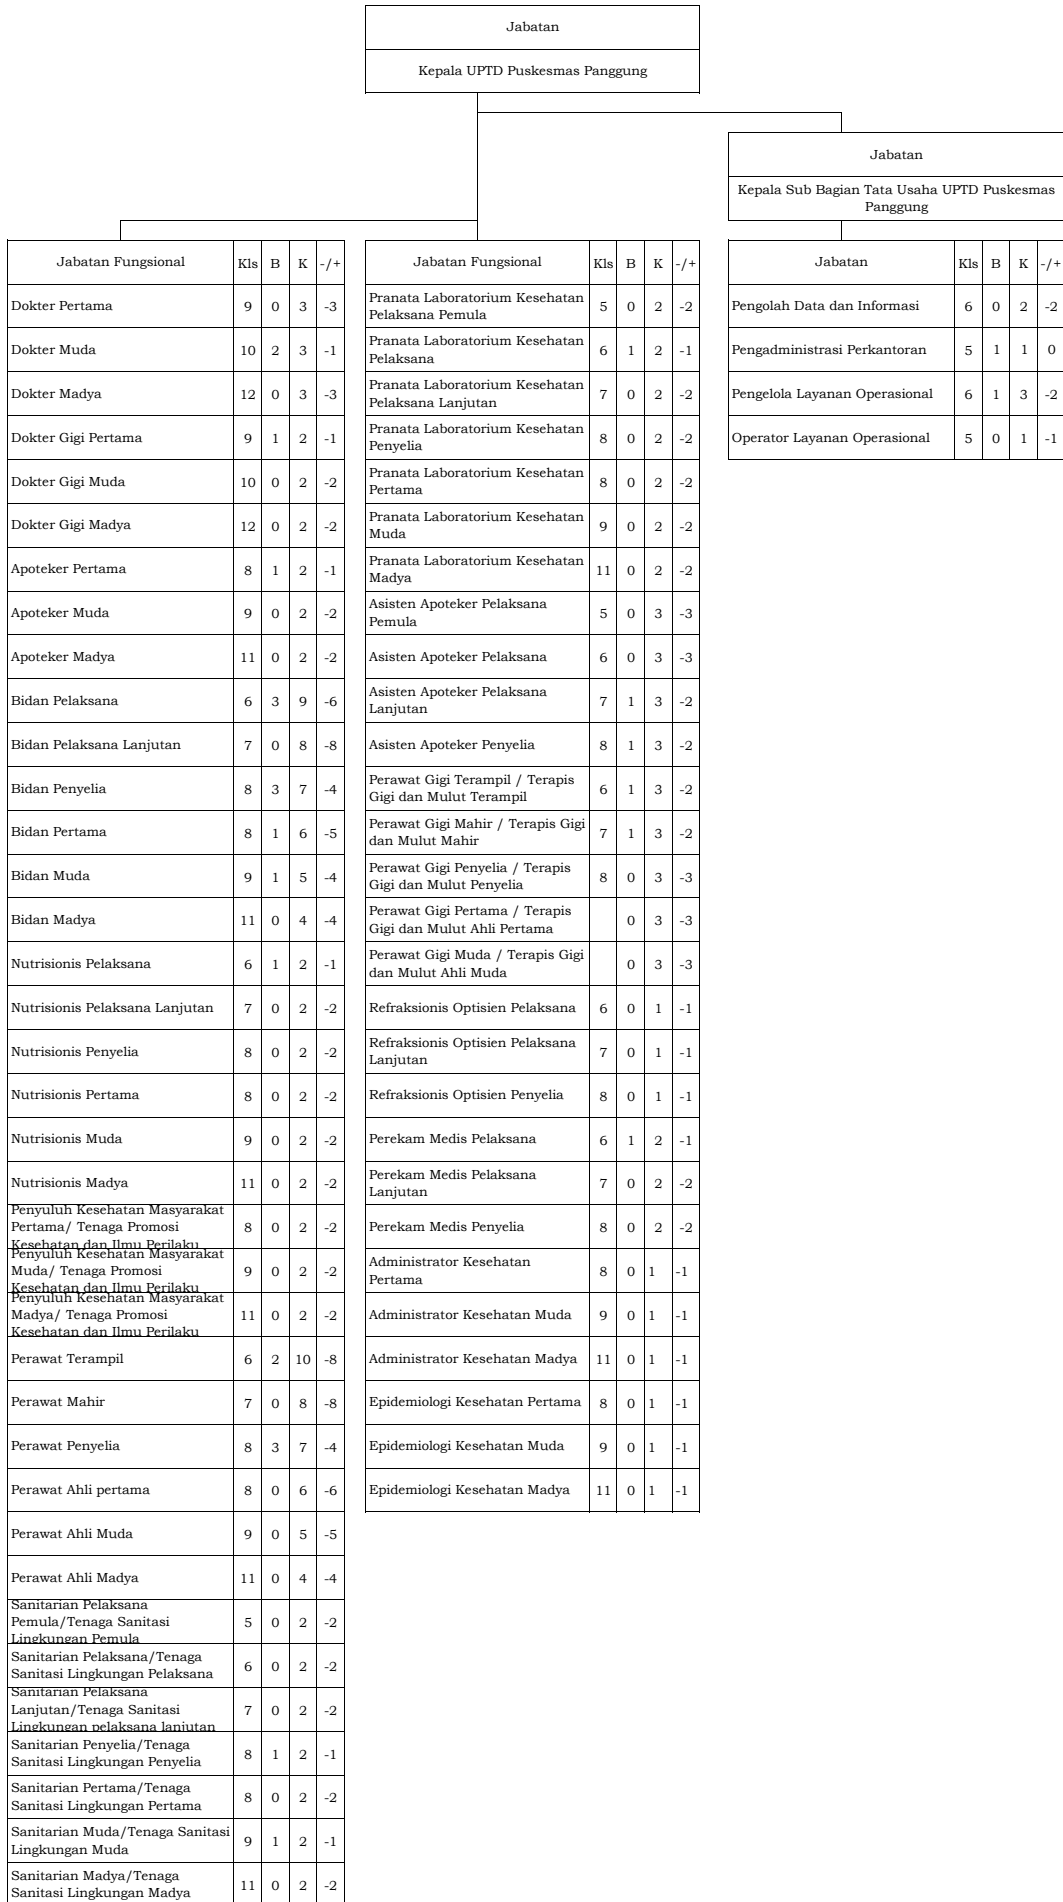 Jabatan
Kepala UPTD Puskesmas Panggung
Jabatan
Kepala Sub Bagian Tata Usaha UPTD Puskesmas
Panggung
Jabatan Fungsional Kls B K -/+
Dokter Pertama 9 0 3 -3
Dokter Muda 10 2 3 -1
Dokter Madya 12 0 3 -3
Dokter Gigi Pertama 9 1 2 -1
Dokter Gigi Muda 10 0 2 -2
Dokter Gigi Madya 12 0 2 -2
Apoteker Pertama 8 1 2 -1
Apoteker Muda 9 0 2 -2
Apoteker Madya 11 0 2 -2
Bidan Pelaksana 6 3 9 -6
Bidan Pelaksana Lanjutan 7 0 8 -8
Bidan Penyelia 8 3 7 -4
Bidan Pertama 8 1 6 -5
Bidan Muda 9 1 5 -4
Bidan Madya 11 0 4 -4
Nutrisionis Pelaksana 6 1 2 -1
Nutrisionis Pelaksana Lanjutan 7 0 2 -2
Nutrisionis Penyelia 8 0 2 -2
Nutrisionis Pertama 8 0 2 -2
Nutrisionis Muda 9 0 2 -2
Nutrisionis Madya 11 0 2 -2
Penyuluh Kesehatan Masyarakat
Pertama/ Tenaga Promosi 8 0 2 -2
Kesehatan dan Ilmu Perilaku
Penyuluh Kesehatan Masyarakat
Muda/ Tenaga Promosi 9 0 2 -2
Kesehatan dan Ilmu Perilaku
Penyuluh Kesehatan Masyarakat
Madya/ Tenaga Promosi 11 0 2 -2
Kesehatan dan Ilmu Perilaku
Perawat Terampil 6 2 10 -8
Perawat Mahir 7 0 8 -8
Perawat Penyelia 8 3 7 -4
Perawat Ahli pertama 8 0 6 -6
Perawat Ahli Muda 9 0 5 -5
Perawat Ahli Madya 11 0 4 -4
Sanitarian Pelaksana
Pemula/Tenaga Sanitasi 5 0 2 -2
Lingkungan Pemula
Sanitarian Pelaksana/Tenaga
Sanitasi Lingkungan Pelaksana 6 0 2 -2
Sanitarian Pelaksana
Lanjutan/Tenaga Sanitasi 7 0 2 -2
Lingkungan pelaksana lanjutan
Sanitarian Penyelia/Tenaga
Sanitasi Lingkungan Penyelia 8 1 2 -1
Sanitarian Pertama/Tenaga
Sanitasi Lingkungan Pertama 8 0 2 -2
Sanitarian Muda/Tenaga Sanitasi
Lingkungan Muda 9 1 2 -1
Sanitarian Madya/Tenaga
Sanitasi Lingkungan Madya 11 0 2 -2
Jabatan Fungsional Kls B K -/+
Pranata Laboratorium Kesehatan
Pelaksana Pemula 5 0 2 -2
Pranata Laboratorium Kesehatan
Pelaksana 6 1 2 -1
Pranata Laboratorium Kesehatan
Pelaksana Lanjutan 7 0 2 -2
Pranata Laboratorium Kesehatan
Penyelia 8 0 2 -2
Pranata Laboratorium Kesehatan
Pertama 8 0 2 -2
Pranata Laboratorium Kesehatan
Muda 9 0 2 -2
Pranata Laboratorium Kesehatan
Madya 11 0 2 -2
Asisten Apoteker Pelaksana
Pemula 5 0 3 -3
Asisten Apoteker Pelaksana 6 0 3 -3
Asisten Apoteker Pelaksana
Lanjutan 7 1 3 -2
Asisten Apoteker Penyelia 8 1 3 -2
Perawat Gigi Terampil / Terapis
Gigi dan Mulut Terampil 6 1 3 -2
Perawat Gigi Mahir / Terapis Gigi
dan Mulut Mahir 7 1 3 -2
Perawat Gigi Penyelia / Terapis
Gigi dan Mulut Penyelia 8 0 3 -3
Perawat Gigi Pertama / Terapis
Gigi dan Mulut Ahli Pertama 0 3 -3
Perawat Gigi Muda / Terapis Gigi
dan Mulut Ahli Muda 0 3 -3
Refraksionis Optisien Pelaksana 6 0 1 -1
Refraksionis Optisien Pelaksana
Lanjutan 7 0 1 -1
Refraksionis Optisien Penyelia 8 0 1 -1
Perekam Medis Pelaksana 6 1 2 -1
Perekam Medis Pelaksana
Lanjutan 7 0 2 -2
Perekam Medis Penyelia 8 0 2 -2
Administrator Kesehatan
Pertama 8 0 1 -1
Administrator Kesehatan Muda 9 0 1 -1
Administrator Kesehatan Madya 11 0 1 -1
Epidemiologi Kesehatan Pertama 8 0 1 -1
Epidemiologi Kesehatan Muda 9 0 1 -1
Epidemiologi Kesehatan Madya 11 0 1 -1
Jabatan Kls B K -/+
Pengolah Data dan Informasi 6 0 2 -2
Pengadministrasi Perkantoran 5 1 1 0
Pengelola Layanan Operasional 6 1 3 -2
Operator Layanan Operasional 5 0 1 -1